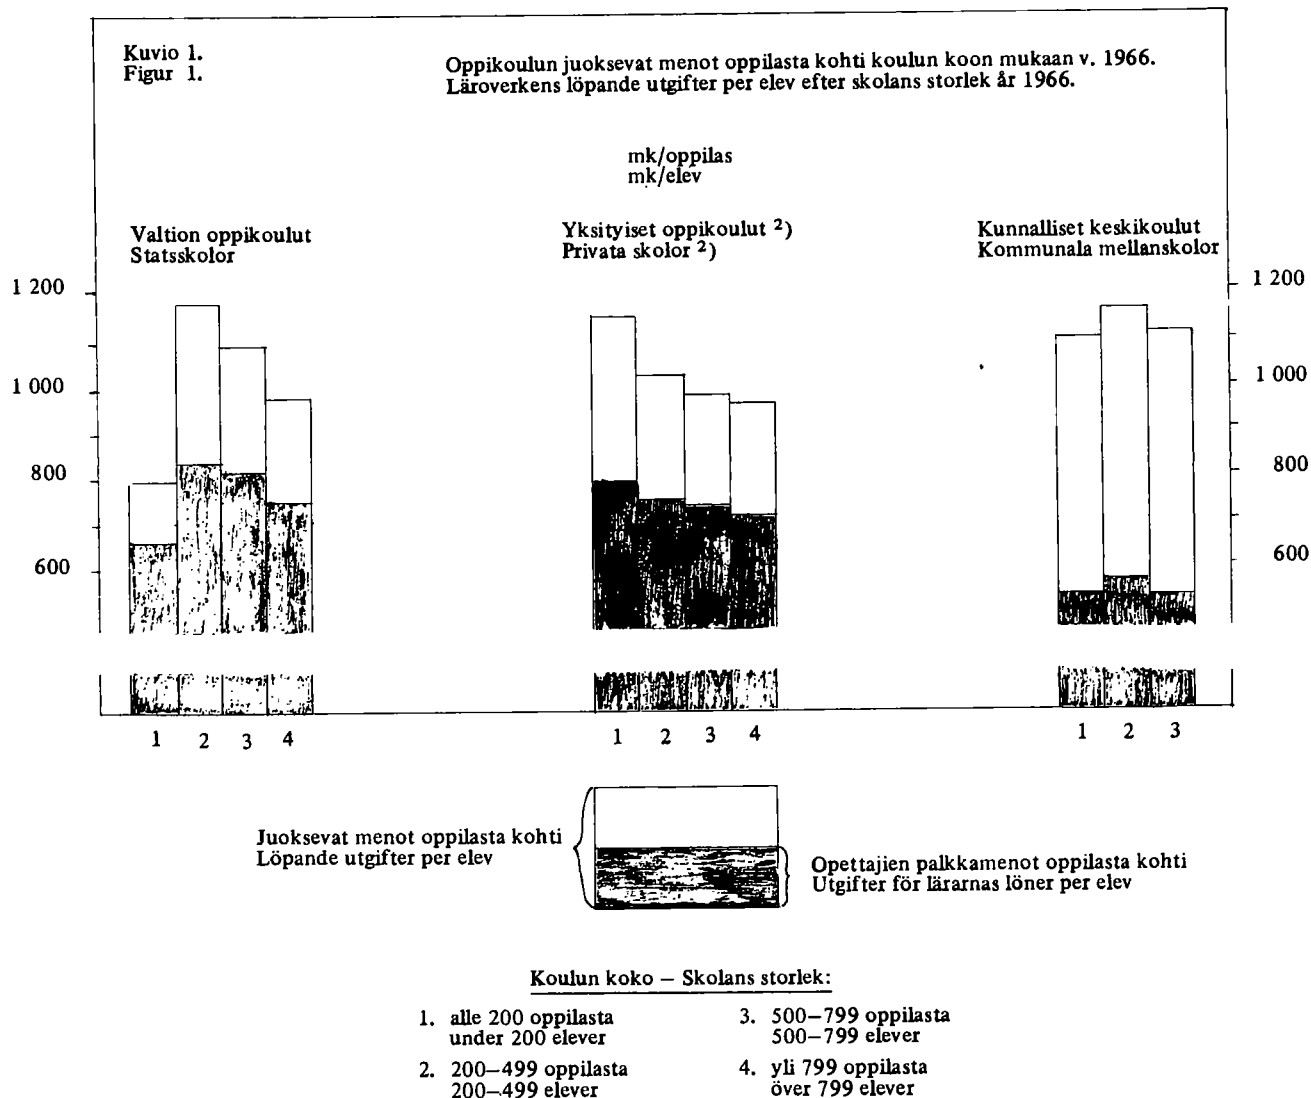 Kuvio 1.
Figur 1.
Oppikoulun juoksevat menot oppilasta kohti koulun koon mukaan v. 1966.
Läroverkens löpande utgifter per elev efter skolans storlek år 1966.
mk/oppilas
mk/elev
Valtion oppikoulut
Statsskolor
Yksityiset oppikoulut 2)
Privata skolor 2)
Kunnalliset keskikoulut
Kommunala mellanskolor
1 200
1 000
800
600
1 200
1 000
800
600
1 2 3 4
1 2 3 4
1 2 3
Juoksevat menot oppilasta kohti
Löpande utgifter per elev
Opettajien palkkamenot oppilasta kohti
Utgifter för lärarnas löner per elev
Koulun koko – Skolans storlek:
1. alle 200 oppilasta
under 200 elever
2. 200–499 oppilasta
200–499 elever
3. 500–799 oppilasta
500–799 elever
4. yli 799 oppilasta
över 799 elever